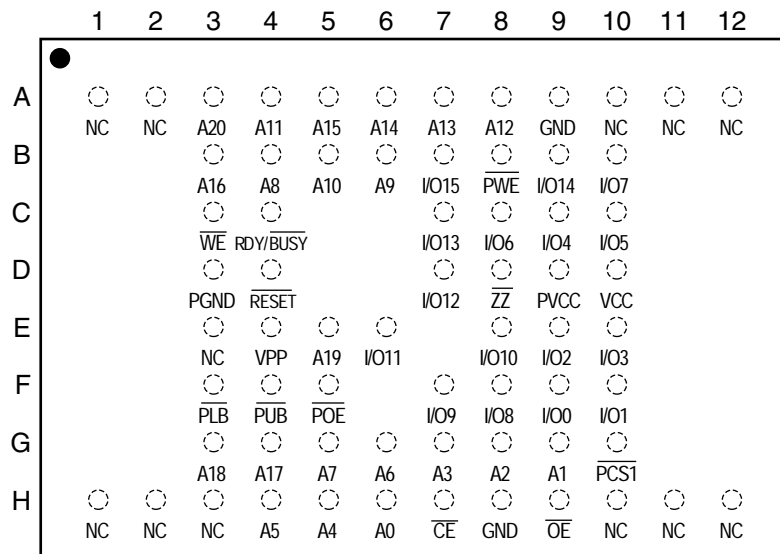 1 2 3 4 5 6 7 8 9 10 11 12
A
NC NC A20 A11 A15 A14 A13 A12 GND NC NC NC
B
A16 A8 A10 A9 I/O15 PWE I/O14 I/O7
C
WE RDY/BUSY I/O13 I/O6 I/O4 I/O5
D
PGND RESET I/O12 ZZ PVCC VCC
E
NC VPP A19 I/O11 I/O10 I/O2 I/O3
F
PLB PUB POE I/O9 I/O8 I/O0 I/O1
G
A18 A17 A7 A6 A3 A2 A1 PCS1
H
NC NC NC A5 A4 A0 CE GND OE NC NC NC